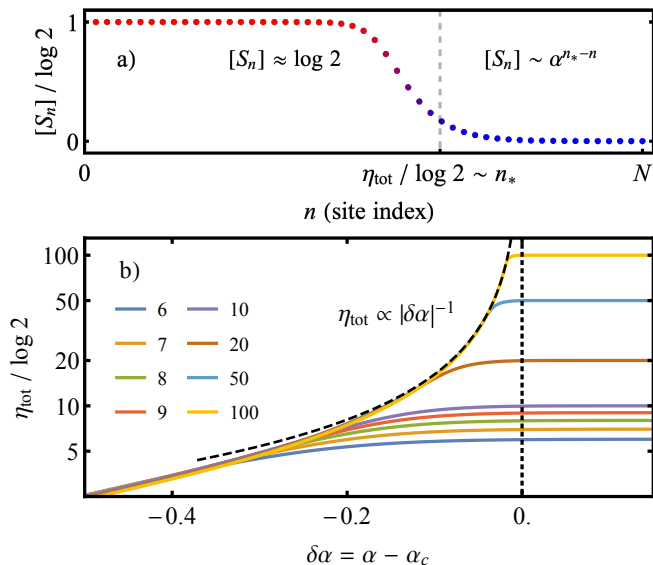 [S_n] / log 2
1
0
a)
[S_n] ≈ log 2
[S_n] ~ α^{n_*−n}
0
η_tot / log 2 ~ n_*
N
n (site index)
η_tot / log 2
100
50
20
10
5
b)
6
10
7
20
8
50
9
100
η_tot ∝ |δα|^{−1}
−0.4
−0.2
0.
δα = α − α_c